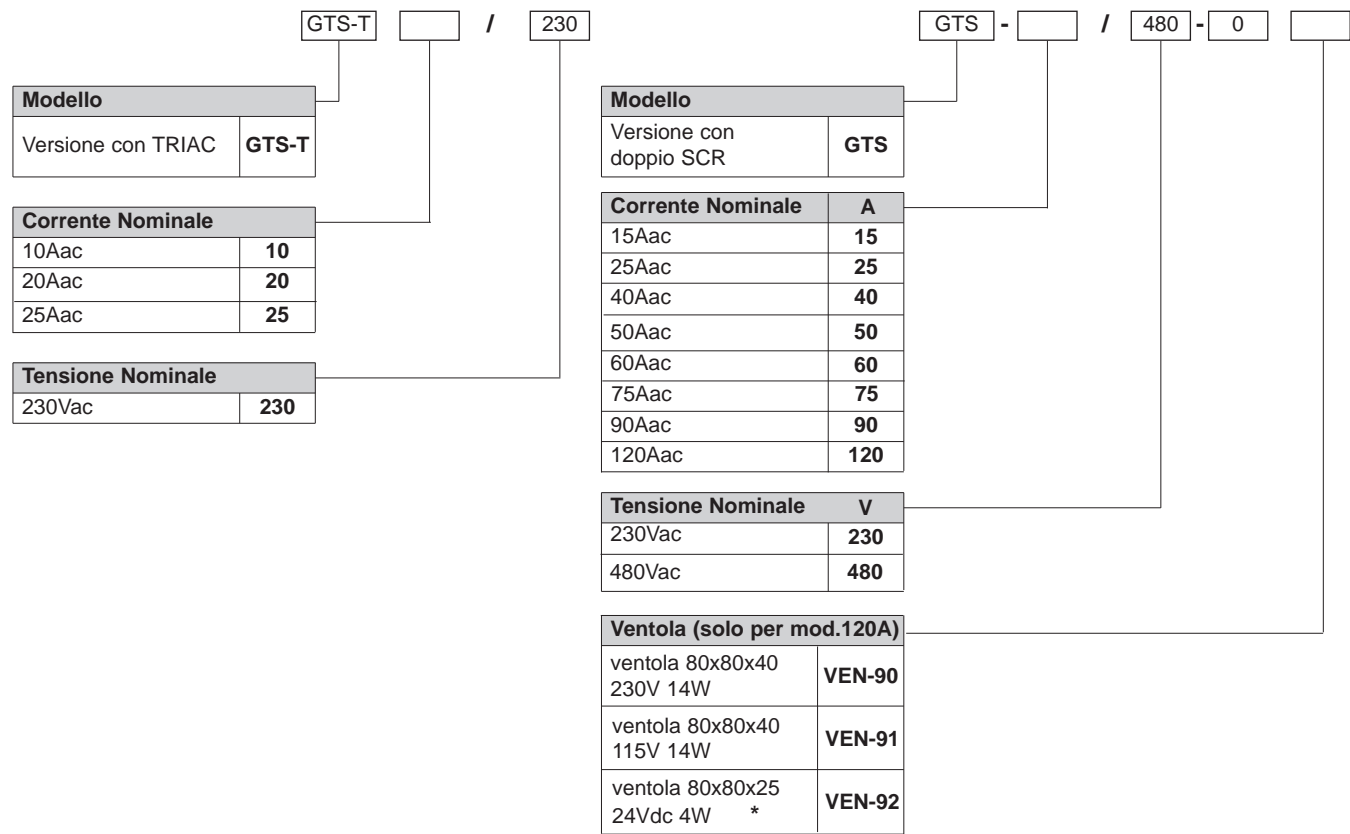 GTS-T / 230
Modello
Versione con TRIAC GTS-T
Corrente Nominale
10Aac 10
20Aac 20
25Aac 25
Tensione Nominale
230Vac 230
GTS - / 480 - 0
Modello
Versione con
doppio SCR GTS
Corrente Nominale A
15Aac 15
25Aac 25
40Aac 40
50Aac 50
60Aac 60
75Aac 75
90Aac 90
120Aac 120
Tensione Nominale V
230Vac 230
480Vac 480
Ventola (solo per mod.120A)
ventola 80x80x40
230V 14W VEN-90
ventola 80x80x40
115V 14W VEN-91
ventola 80x80x25
24Vdc 4W * VEN-92